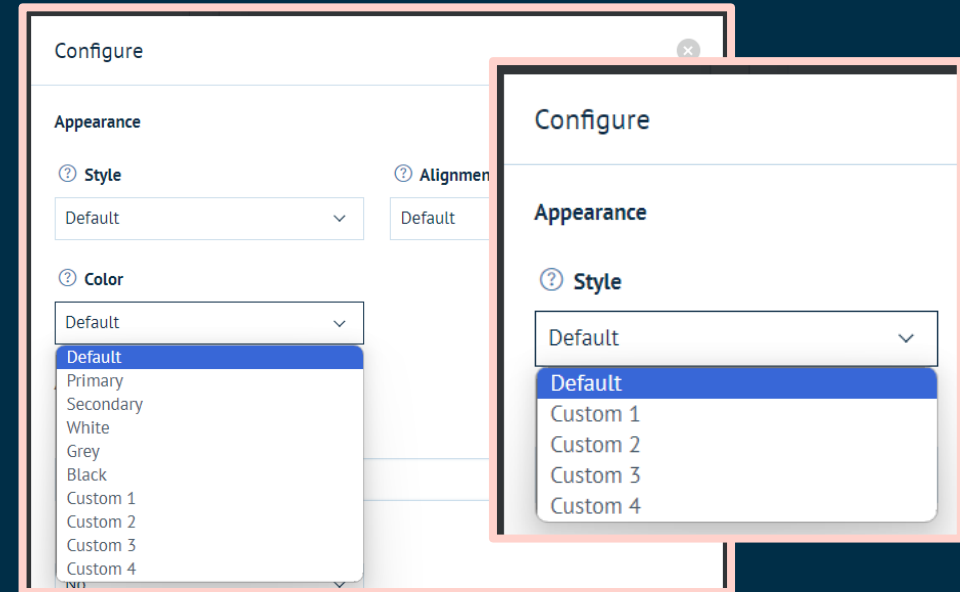 Configure
Appearance
Style
Alignmen
Default
Default
Color
Default
Default
Primary
Secondary
White
Grey
Black
Custom 1
Custom 2
Custom 3
Custom 4
No
Configure
Appearance
Style
Default
Default
Custom 1
Custom 2
Custom 3
Custom 4